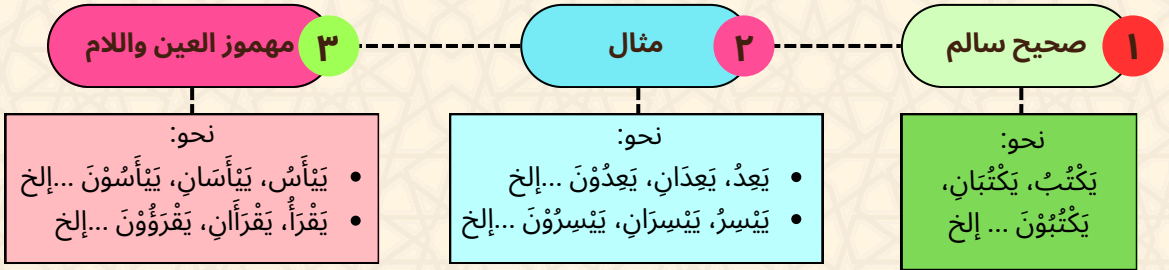 ١
صحيح سالم
نحو:
يَكْتُبُ، يَكْتُبَانِ،
يَكْتُبُوْنَ ... إلخ
٢
مثال
نحو:
• يَعِدُ، يَعِدَانِ، يَعِدُوْنَ ...إلخ
• يَيْسِرُ، يَيْسِرَانِ، يَيْسِرُوْنَ ...إلخ
٣
مهموز العين واللام
نحو:
• يَيْأَسُ، يَيْأَسَانِ، يَيْأَسُوْنَ ...إلخ
• يَقْرَأُ، يَقْرَأَانِ، يَقْرَؤُوْنَ ...إلخ